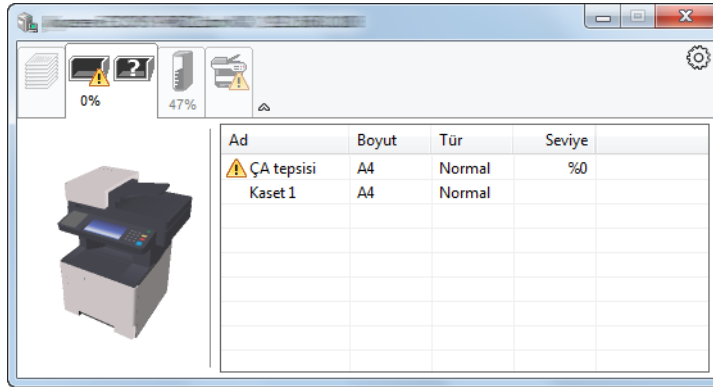 0%
47%
Ad Boyut Tür Seviye
ÇA tepsisi A4 Normal %0
Kaset 1 A4 Normal